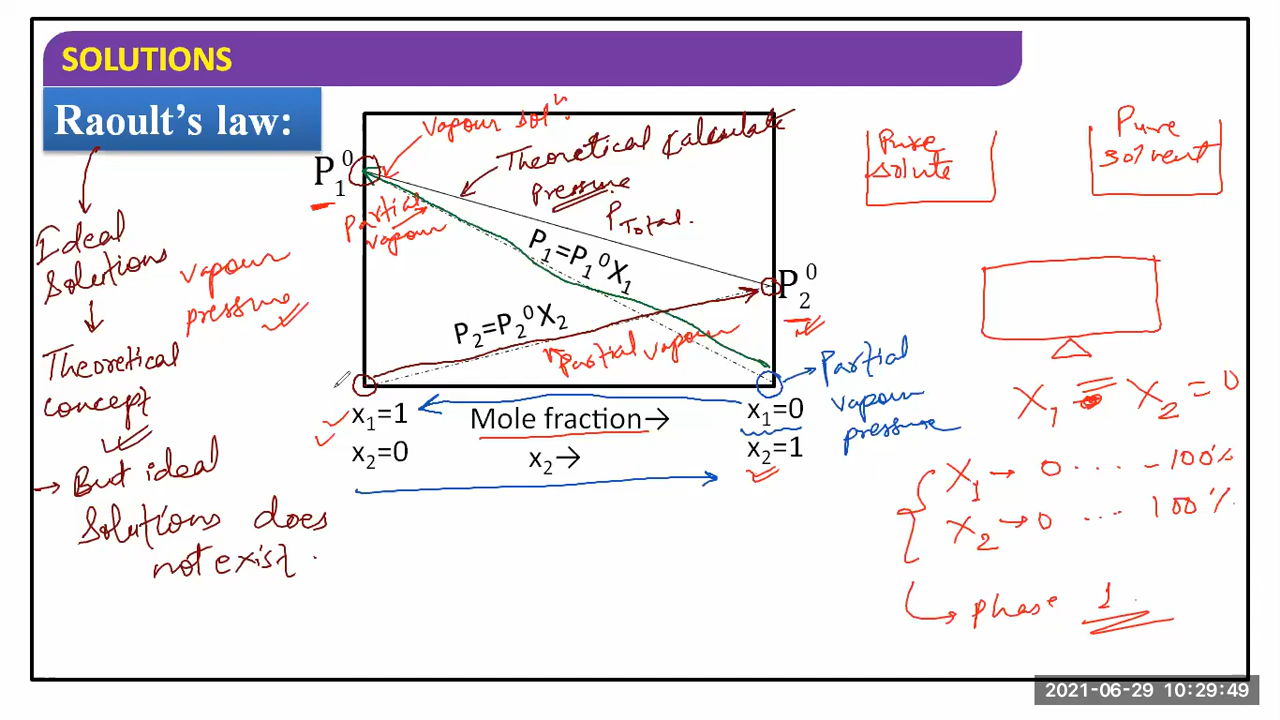 SOLUTIONS
Raoult's law:
Ideal
Solutions
Theoretical
concept
→ But ideal
Solutions does
not exist.
vapour
pressure
P₁⁰
Vapour solⁿ.
Theoretical Calculate
Pressure
P Total.
Partial
vapour
P₁=P₁⁰X₁
P₂=P₂⁰X₂
Partial vapour
P₂⁰
x₁=1
x₂=0
Mole fraction→
x₂→
x₁=0
x₂=1
Partial
vapour
pressure
Pure
solute
Pure
solvent
X₁ = X₂ = 0
X₁ → 0 .... - 100%
X₂ → 0 ... 100%
↳ phase 1
2021-06-29 10:29:49